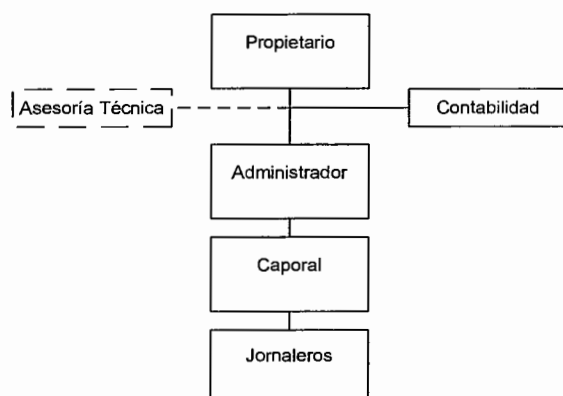 Propietario
Asesoría Técnica
Contabilidad
Administrador
Caporal
Jornaleros